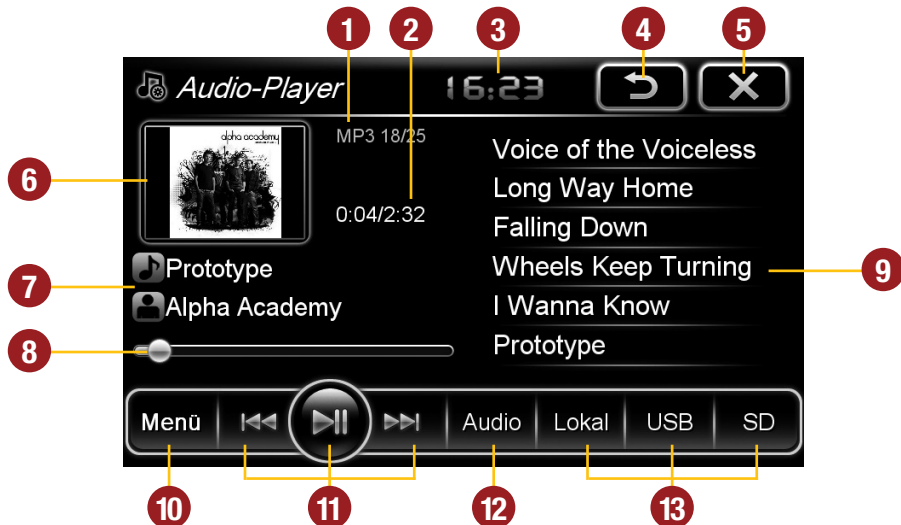 1 2 3 4 5
Audio-Player 16:23
alpha academy
MP3 18/25
0:04/2:32
6
Voice of the Voiceless
Long Way Home
Falling Down
Wheels Keep Turning
I Wanna Know
Prototype
9
7
Prototype
Alpha Academy
8
Menü Audio Lokal USB SD
10 11 12 13